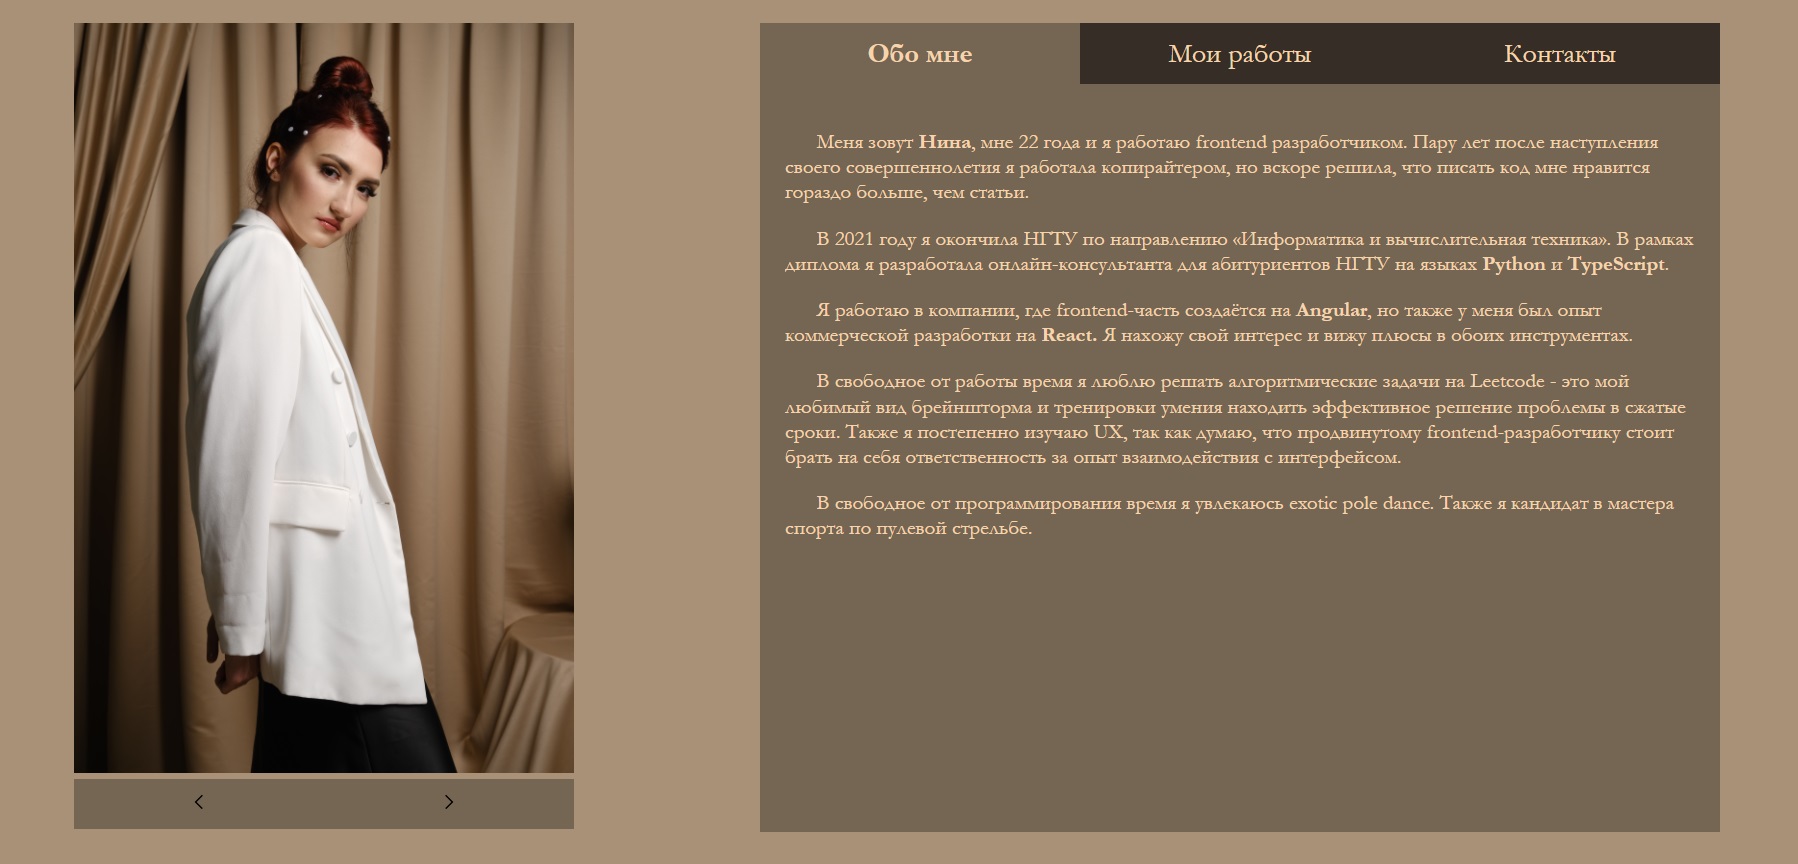 Обо мне
Мои работы
Контакты
Меня зовут Нина, мне 22 года и я работаю frontend разработчиком. Пару лет после наступления
своего совершеннолетия я работала копирайтером, но вскоре решила, что писать код мне нравится
гораздо больше, чем статьи.
В 2021 году я окончила НГТУ по направлению «Информатика и вычислительная техника». В рамках
диплома я разработала онлайн-консультанта для абитуриентов НГТУ на языках Python и TypeScript.
Я работаю в компании, где frontend-часть создаётся на Angular, но также у меня был опыт
коммерческой разработки на React. Я нахожу свой интерес и вижу плюсы в обоих инструментах.
В свободное от работы время я люблю решать алгоритмические задачи на Leetcode - это мой
любимый вид брейншторма и тренировки умения находить эффективное решение проблемы в сжатые
сроки. Также я постепенно изучаю UX, так как думаю, что продвинутому frontend-разработчику стоит
брать на себя ответственность за опыт взаимодействия с интерфейсом.
В свободное от программирования время я увлекаюсь exotic pole dance. Также я кандидат в мастера
спорта по пулевой стрельбе.